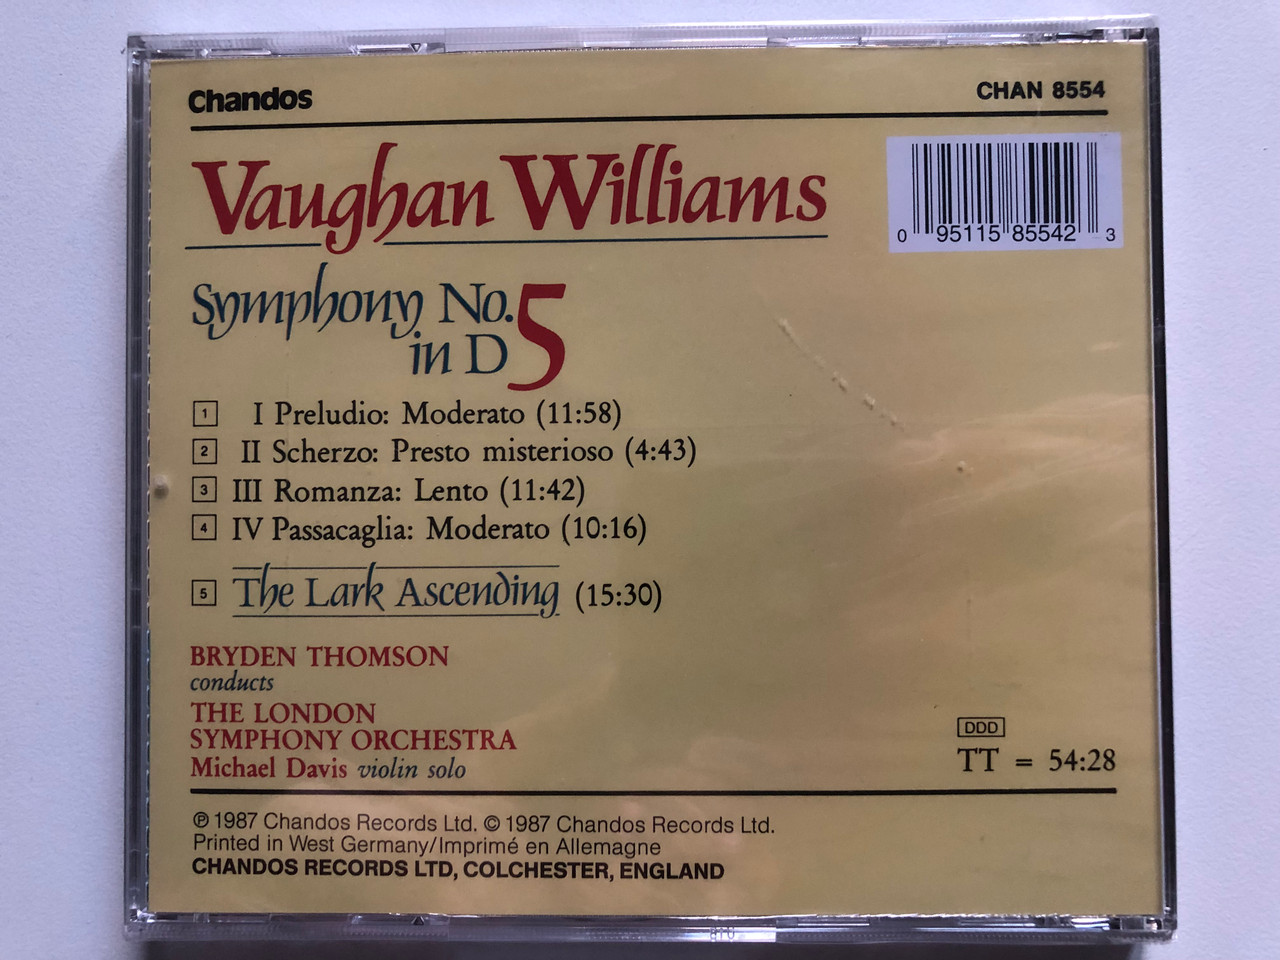 Chandos
CHAN 8554
Vaughan Williams
0 95115 85542 3
Symphony No. 5
in D
1 I Preludio: Moderato (11:58)
2 II Scherzo: Presto misterioso (4:43)
3 III Romanza: Lento (11:42)
4 IV Passacaglia: Moderato (10:16)
5 The Lark Ascending (15:30)
BRYDEN THOMSON
conducts
THE LONDON
SYMPHONY ORCHESTRA
Michael Davis violin solo
DDD
TT = 54:28
℗ 1987 Chandos Records Ltd. © 1987 Chandos Records Ltd.
Printed in West Germany/Imprimé en Allemagne
CHANDOS RECORDS LTD, COLCHESTER, ENGLAND